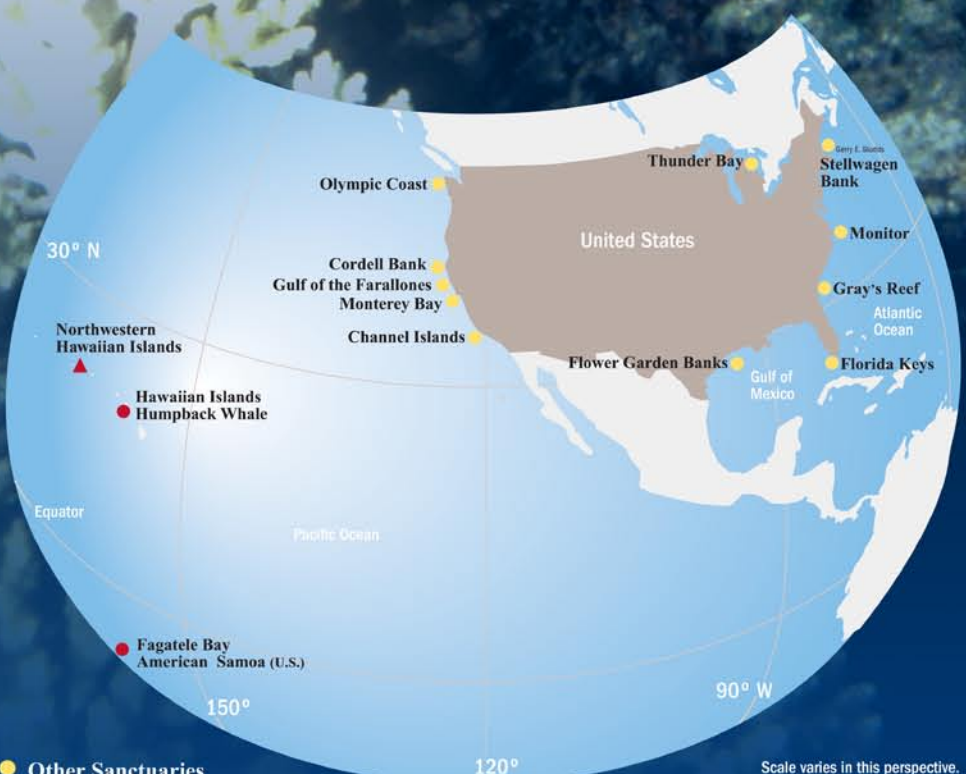 Thunder Bay
Gerry E. Studds
Stellwagen
Bank
Olympic Coast
United States
Monitor
30° N
Cordell Bank
Gulf of the Farallones
Monterey Bay
Gray's Reef
Atlantic
Ocean
Northwestern
Hawaiian Islands
Channel Islands
Flower Garden Banks
Florida Keys
Gulf of
Mexico
Hawaiian Islands
Humpback Whale
Equator
Pacific Ocean
Fagatele Bay
American Samoa (U.S.)
150°
90° W
120°
Other Sanctuaries
Scale varies in this perspective.